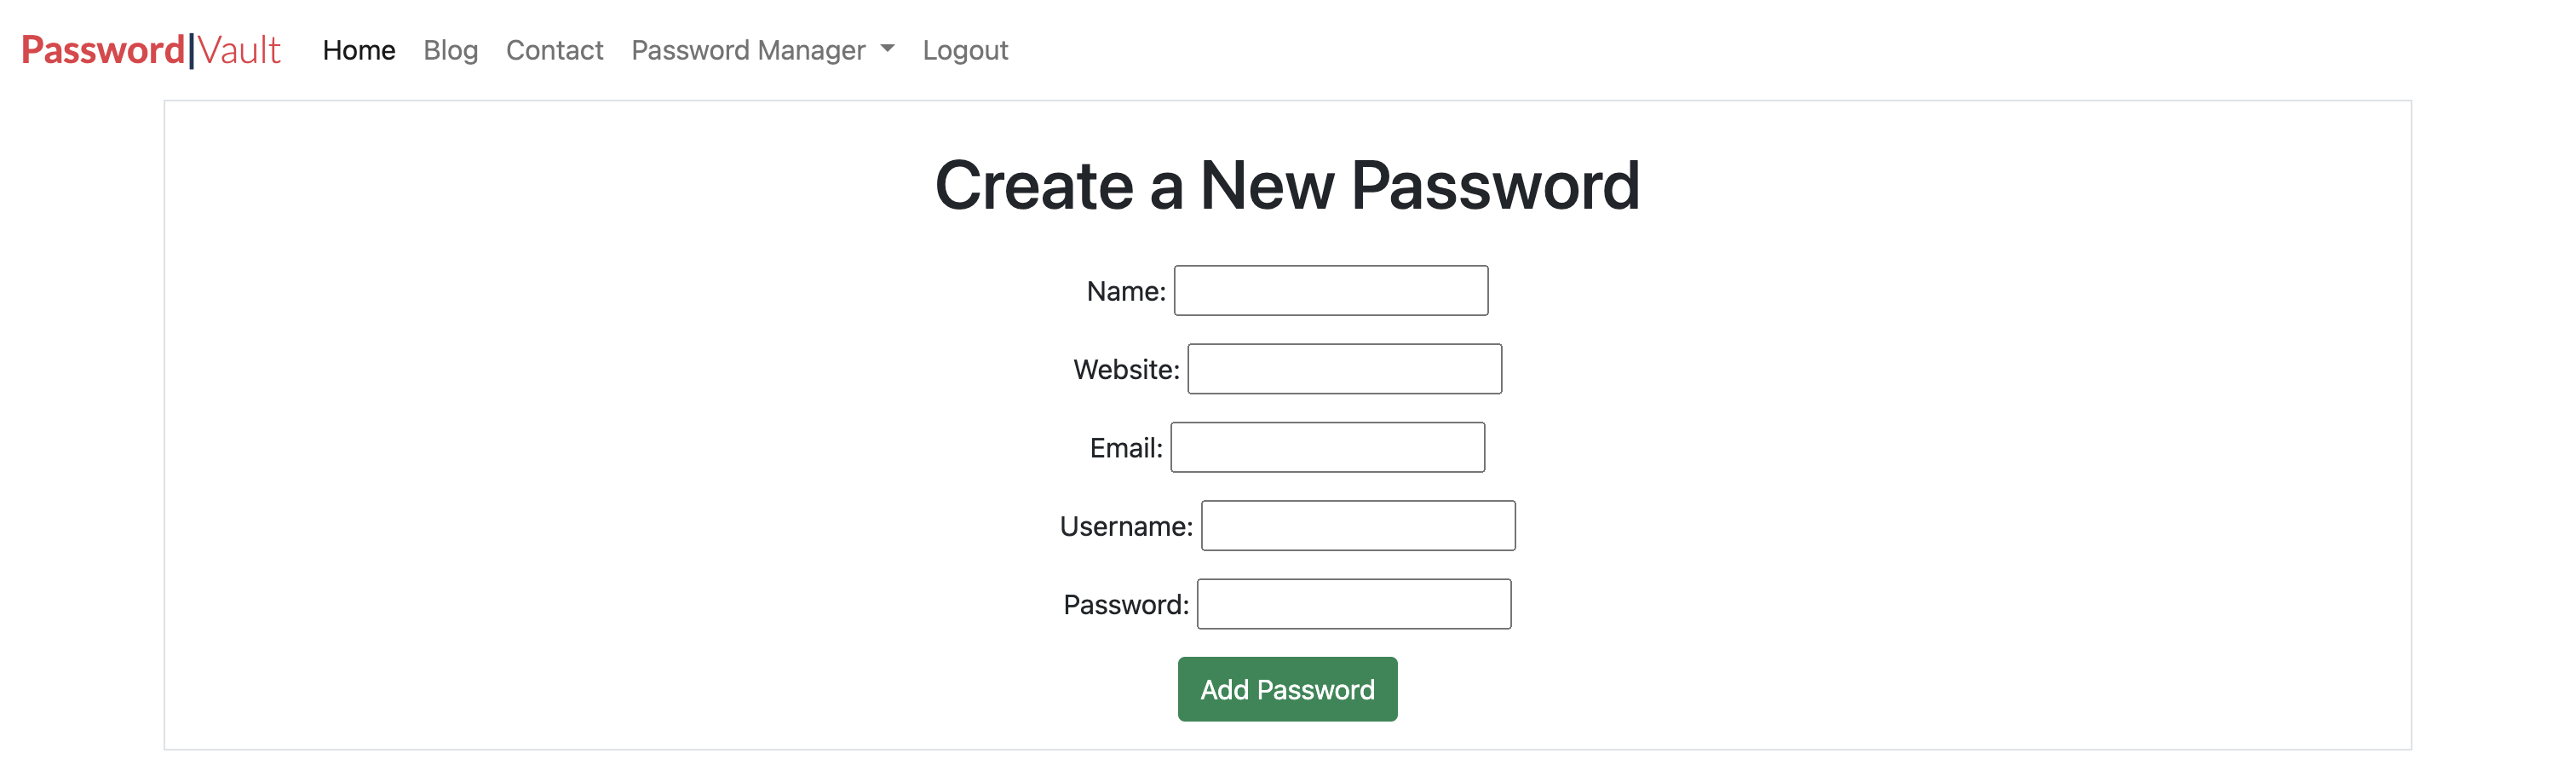 Password|Vault Home Blog Contact Password Manager Logout
Create a New Password
Name:
Website:
Email:
Username:
Password:
Add Password